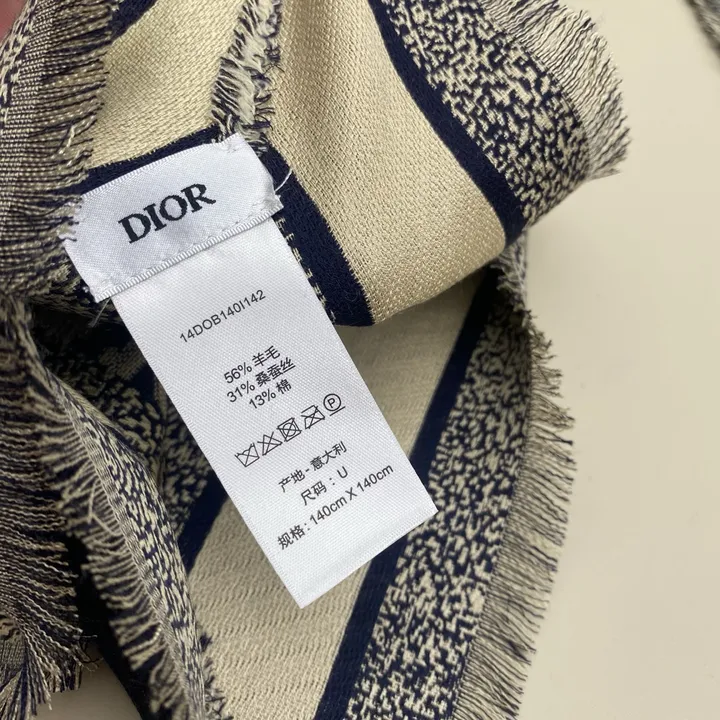 DIOR
14DOB140I142
56% 羊毛
31% 桑蚕丝
13% 棉
P
产地 - 意大利
尺码 : U
规格: 140cm X 140cm